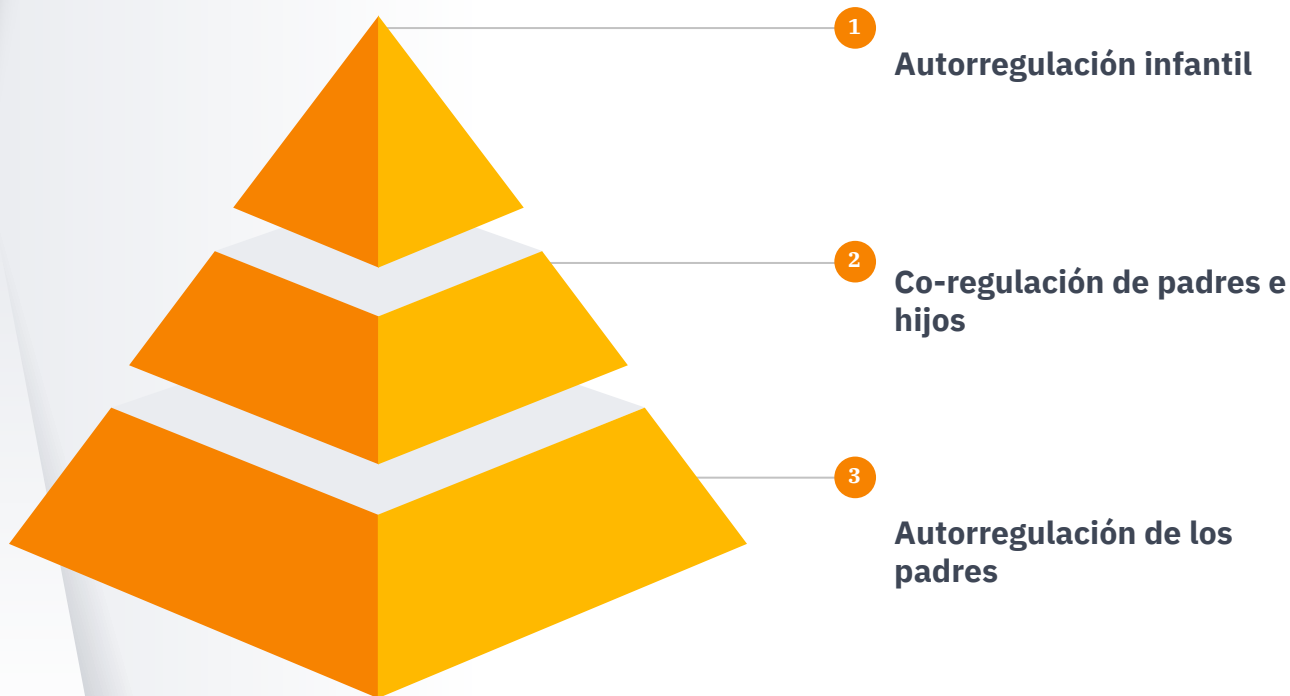 1
Autorregulación infantil
2
Co-regulación de padres e
hijos
3
Autorregulación de los
padres